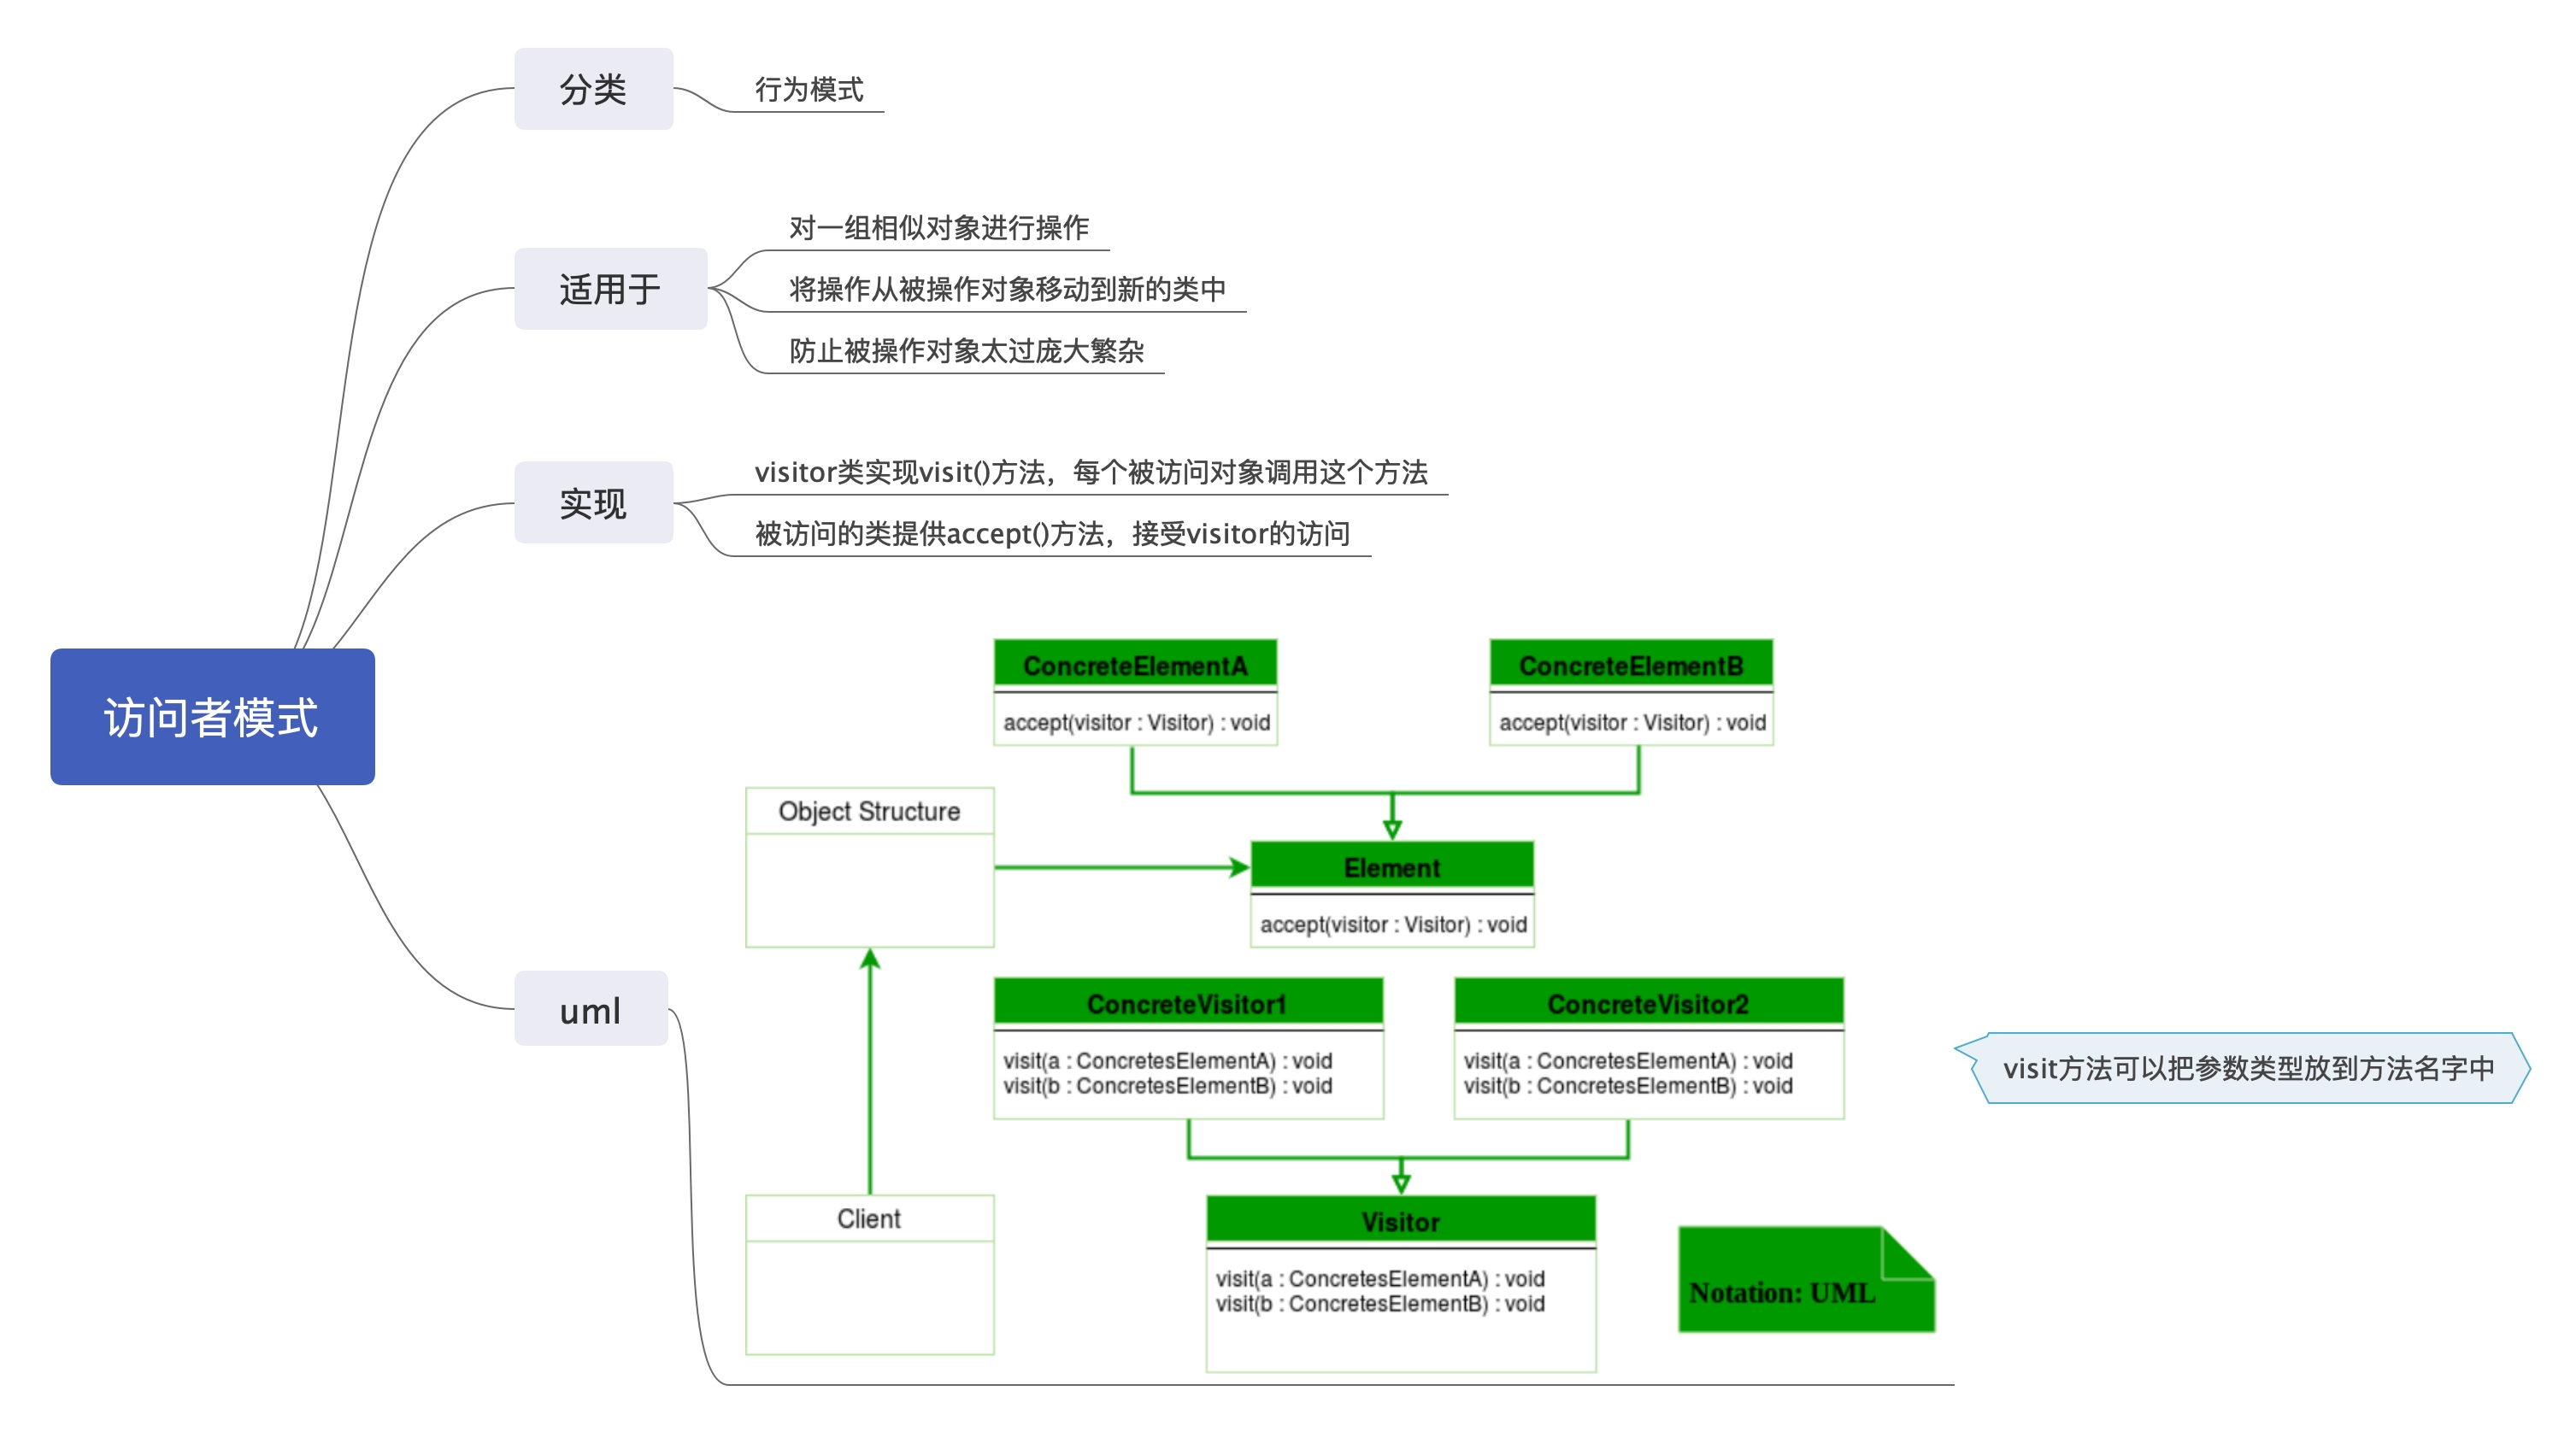 访问者模式
分类
行为模式
适用于
对一组相似对象进行操作
将操作从被操作对象移动到新的类中
防止被操作对象太过庞大繁杂
实现
visitor类实现visit()方法，每个被访问对象调用这个方法
被访问的类提供accept()方法，接受visitor的访问
uml
ConcreteElementA
accept(visitor : Visitor) : void
ConcreteElementB
accept(visitor : Visitor) : void
Object Structure
Element
accept(visitor : Visitor) : void
ConcreteVisitor1
visit(a : ConcretesElementA) : void
visit(b : ConcretesElementB) : void
ConcreteVisitor2
visit(a : ConcretesElementA) : void
visit(b : ConcretesElementB) : void
Client
Visitor
visit(a : ConcretesElementA) : void
visit(b : ConcretesElementB) : void
Notation: UML
visit方法可以把参数类型放到方法名字中